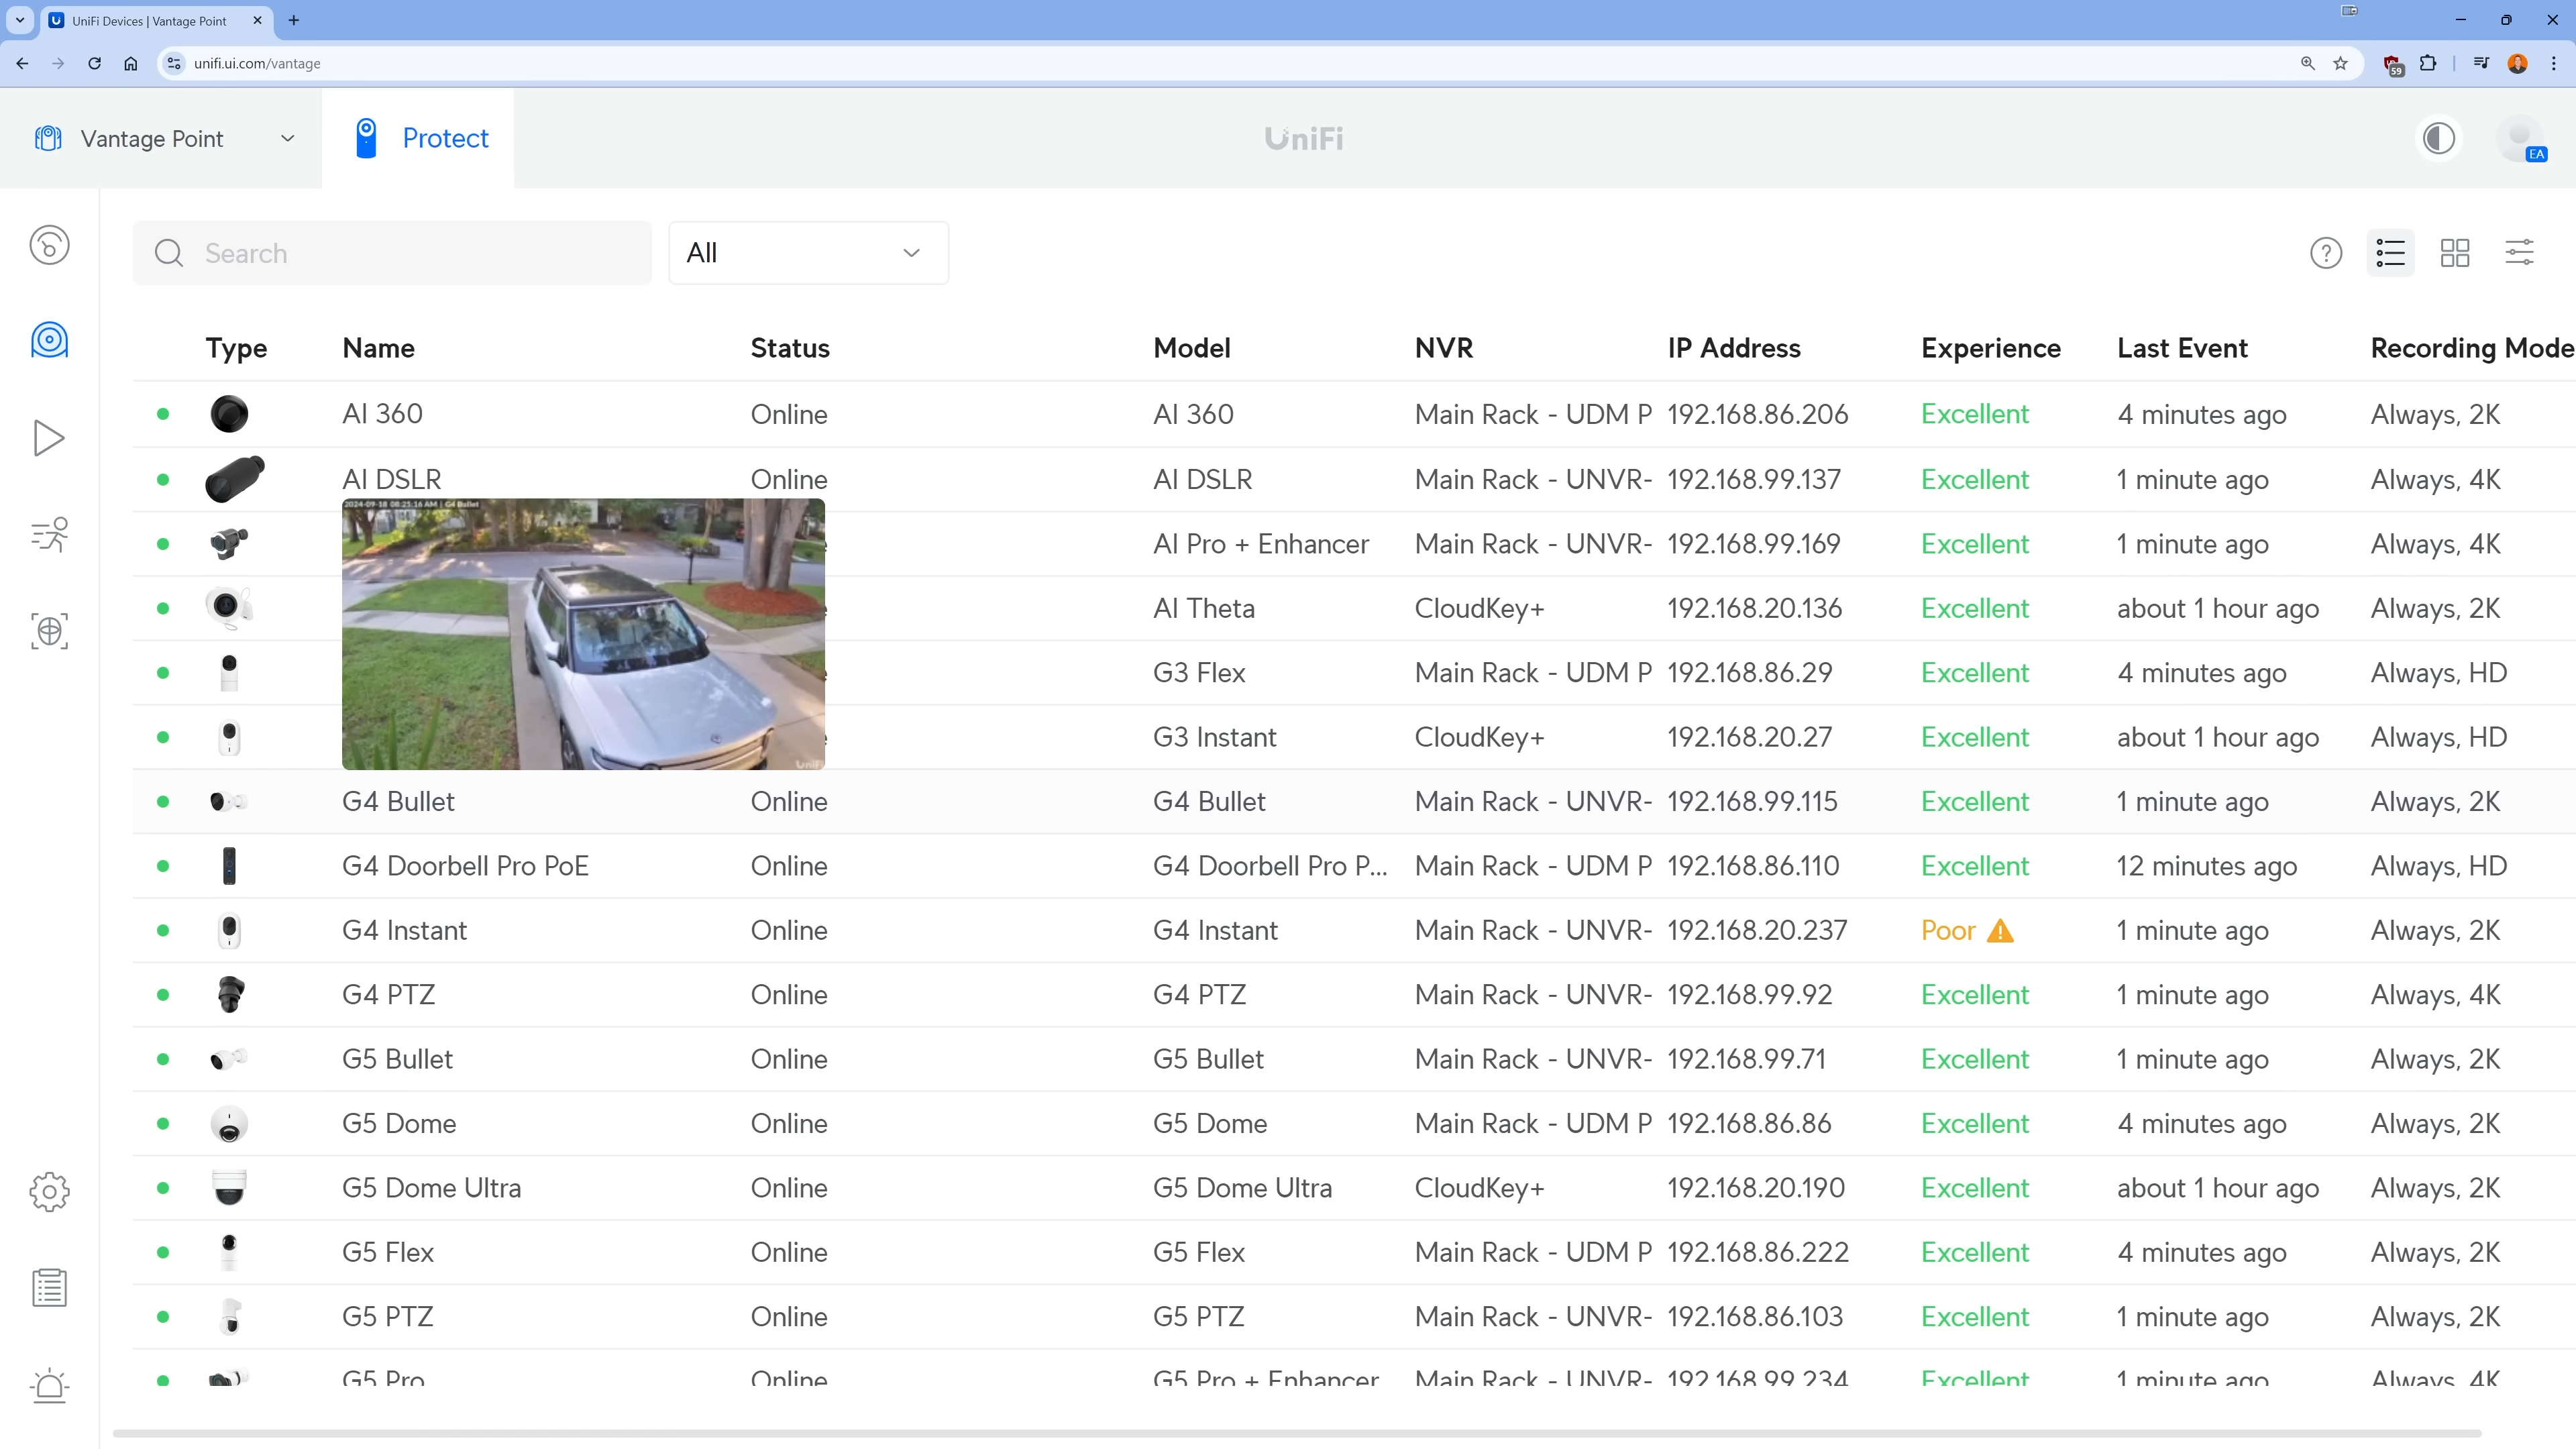 UniFi Devices | Vantage Point
unifi.ui.com/vantage
59
Vantage Point
Protect
UniFi
EA
Search
All
Type Name Status Model NVR IP Address Experience Last Event Recording Mode
AI 360 Online AI 360 Main Rack - UDM P 192.168.86.206 Excellent 4 minutes ago Always, 2K
AI DSLR Online AI DSLR Main Rack - UNVR- 192.168.99.137 Excellent 1 minute ago Always, 4K
2024-09-18 08:25:16 AM | G4 Bullet
AI Pro + Enhancer Main Rack - UNVR- 192.168.99.169 Excellent 1 minute ago Always, 4K
AI Theta CloudKey+ 192.168.20.136 Excellent about 1 hour ago Always, 2K
G3 Flex Main Rack - UDM P 192.168.86.29 Excellent 4 minutes ago Always, HD
G3 Instant CloudKey+ 192.168.20.27 Excellent about 1 hour ago Always, HD
UniFi
G4 Bullet Online G4 Bullet Main Rack - UNVR- 192.168.99.115 Excellent 1 minute ago Always, 2K
G4 Doorbell Pro PoE Online G4 Doorbell Pro P... Main Rack - UDM P 192.168.86.110 Excellent 12 minutes ago Always, HD
G4 Instant Online G4 Instant Main Rack - UNVR- 192.168.20.237 Poor 1 minute ago Always, 2K
G4 PTZ Online G4 PTZ Main Rack - UNVR- 192.168.99.92 Excellent 1 minute ago Always, 4K
G5 Bullet Online G5 Bullet Main Rack - UNVR- 192.168.99.71 Excellent 1 minute ago Always, 2K
G5 Dome Online G5 Dome Main Rack - UDM P 192.168.86.86 Excellent 4 minutes ago Always, 2K
G5 Dome Ultra Online G5 Dome Ultra CloudKey+ 192.168.20.190 Excellent about 1 hour ago Always, 2K
G5 Flex Online G5 Flex Main Rack - UDM P 192.168.86.222 Excellent 4 minutes ago Always, 2K
G5 PTZ Online G5 PTZ Main Rack - UNVR- 192.168.86.103 Excellent 1 minute ago Always, 2K
G5 Pro Online G5 Pro + Enhancer Main Rack - UNVR- 192.168.99.234 Excellent 1 minute ago Always, 4K